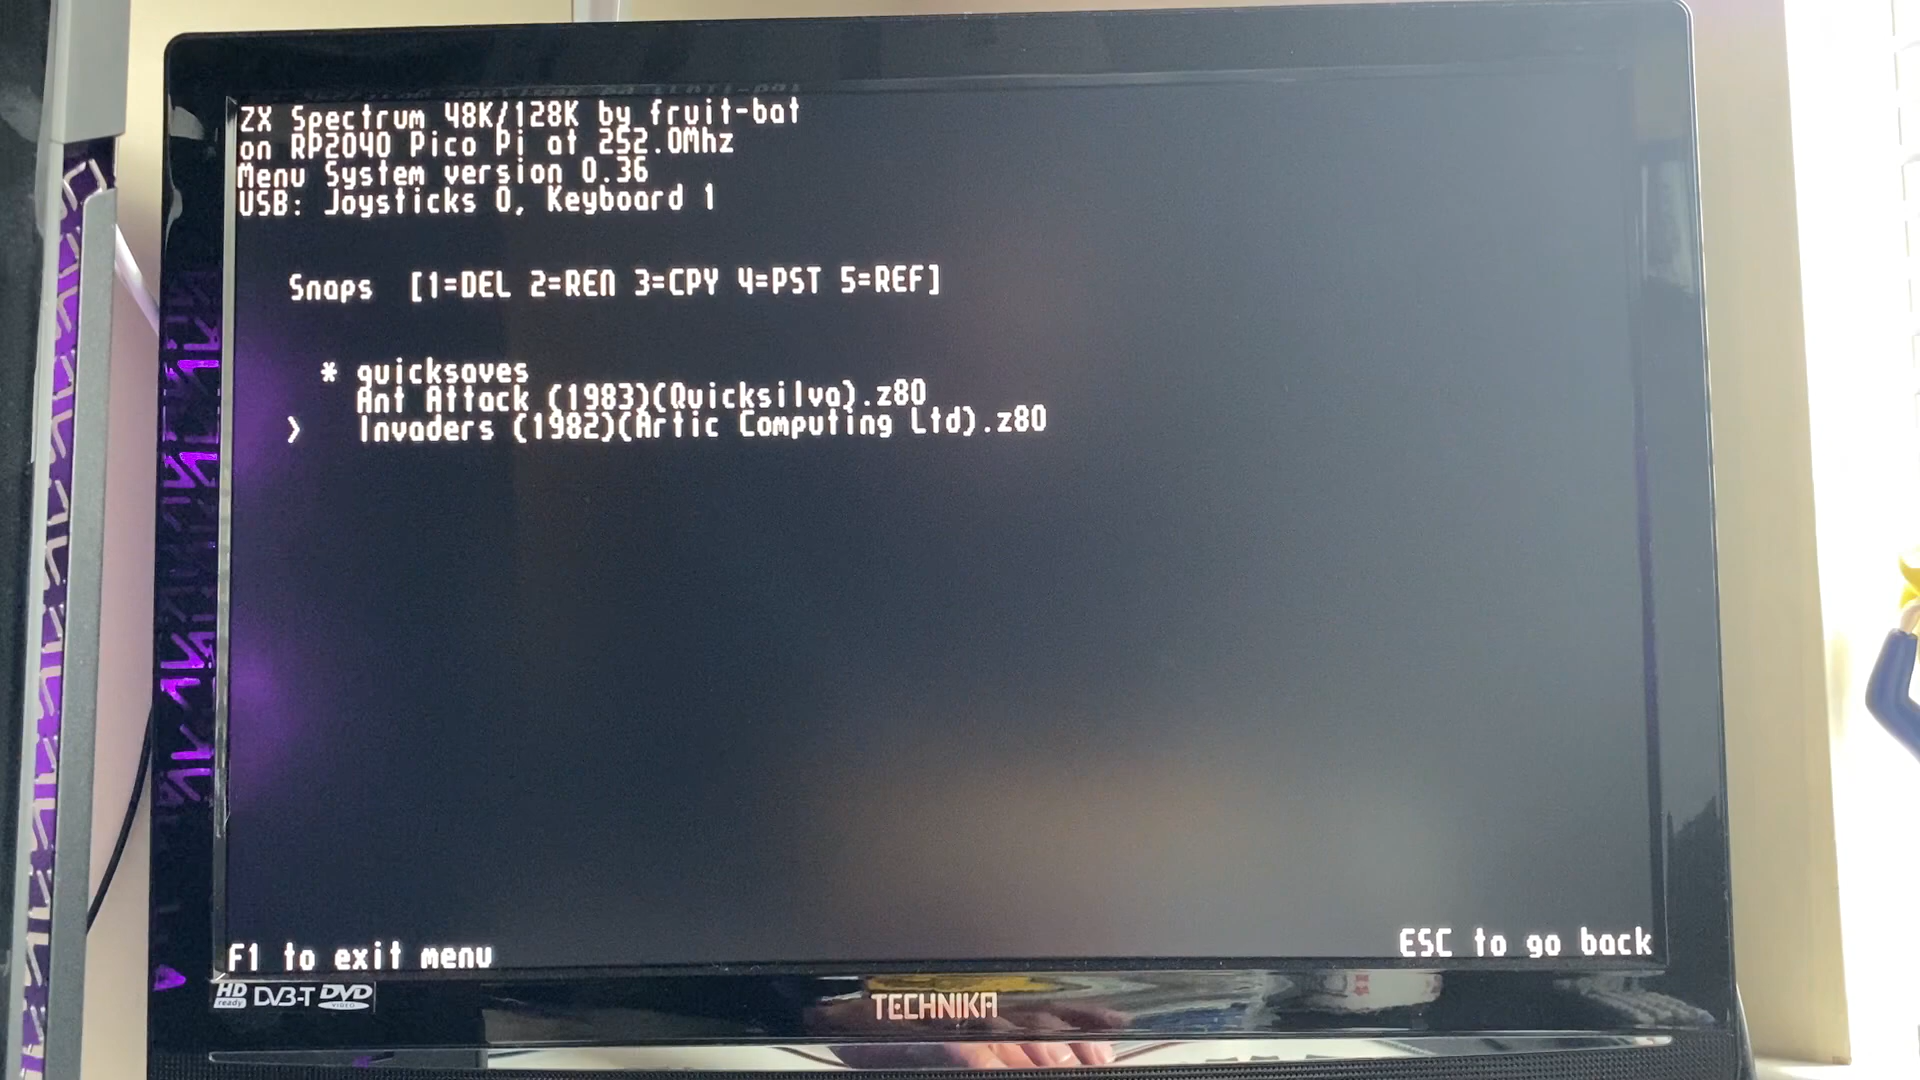 ZX Spectrum 48K/128K by fruit-bat
on RP2040 Pico Pi at 252.0Mhz
Menu System version 0.36
USB: Joysticks 0, Keyboard 1
Snaps [1=DEL 2=REN 3=CPY 4=PST 5=REF]
* quicksaves
Ant Attack (1983)(Quicksilva).z80
> Invaders (1982)(Artic Computing Ltd).z80
F1 to exit menu
ESC to go back
HD ready DVB-T DVD VIDEO
TECHNIKA